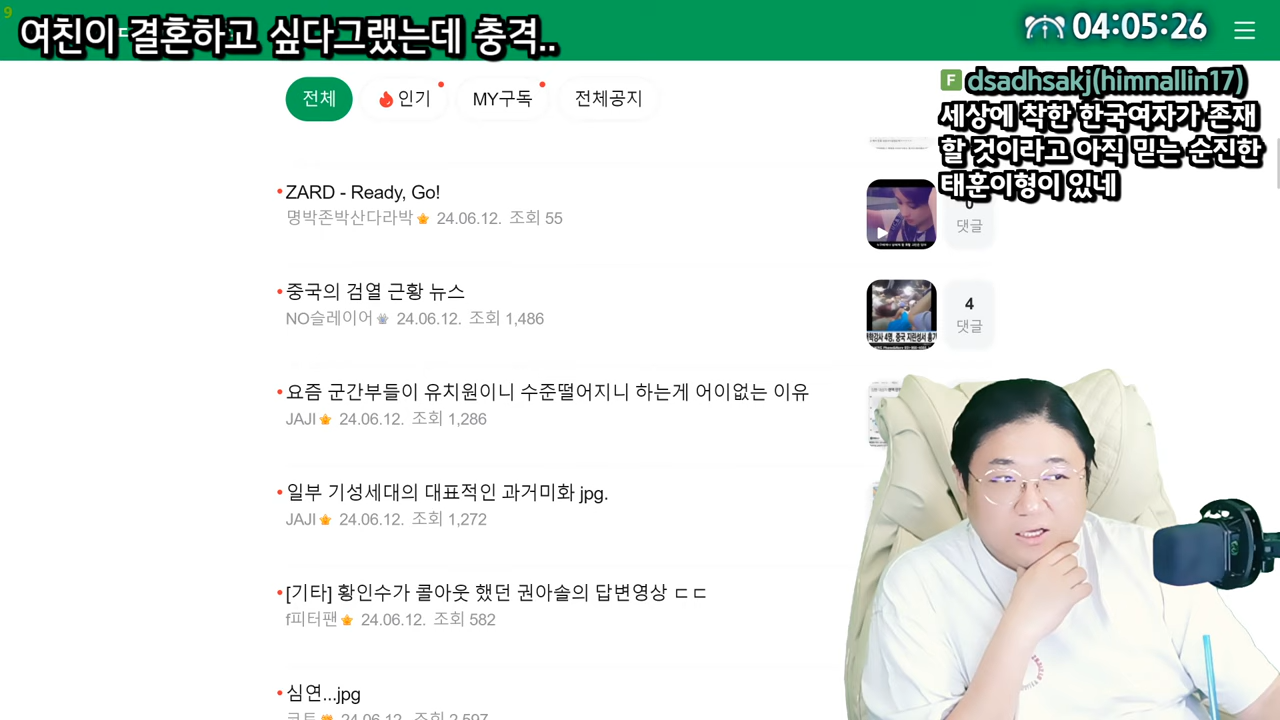 9
여친이 결혼하고 싶다그랬는데 충격..
04:05:26
전체
인기
MY구독
전체공지
F dsadhsakj(himnallin17)
세상에 착한 한국여자가 존재
할 것이라고 아직 믿는 순진한
태훈이형이 있네
ZARD - Ready, Go!
명박존박산다라박 24.06.12. 조회 55
댓글
중국의 검열 근황 뉴스
NO슬레이어 24.06.12. 조회 1,486
4
댓글
요즘 군간부들이 유치원이니 수준떨어지니 하는게 어이없는 이유
JAJI 24.06.12. 조회 1,286
일부 기성세대의 대표적인 과거미화 jpg.
JAJI 24.06.12. 조회 1,272
[기타] 황인수가 콜아웃 했던 권아솔의 답변영상 ㄷㄷ
f피터팬 24.06.12. 조회 582
심연...jpg
24.06.12. 조회 2,597